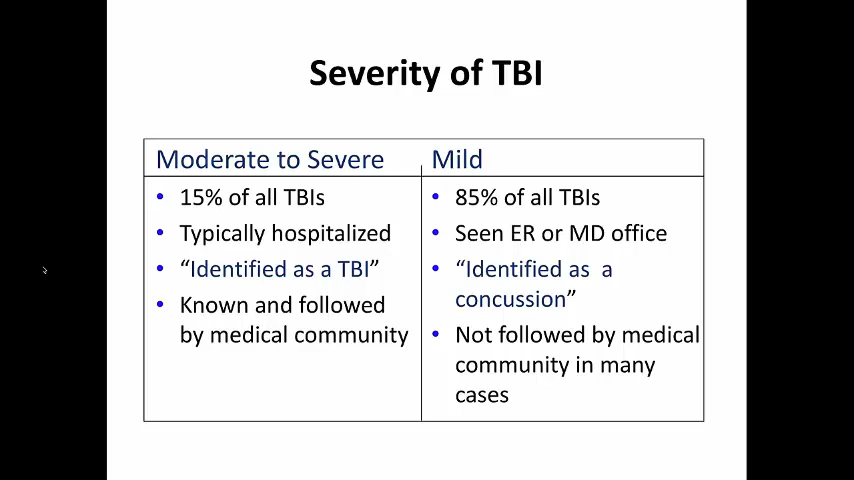 Severity of TBI
Moderate to Severe
• 15% of all TBIs
• Typically hospitalized
• “Identified as a TBI”
• Known and followed
by medical community
Mild
• 85% of all TBIs
• Seen ER or MD office
• “Identified as a
concussion”
• Not followed by medical
community in many
cases